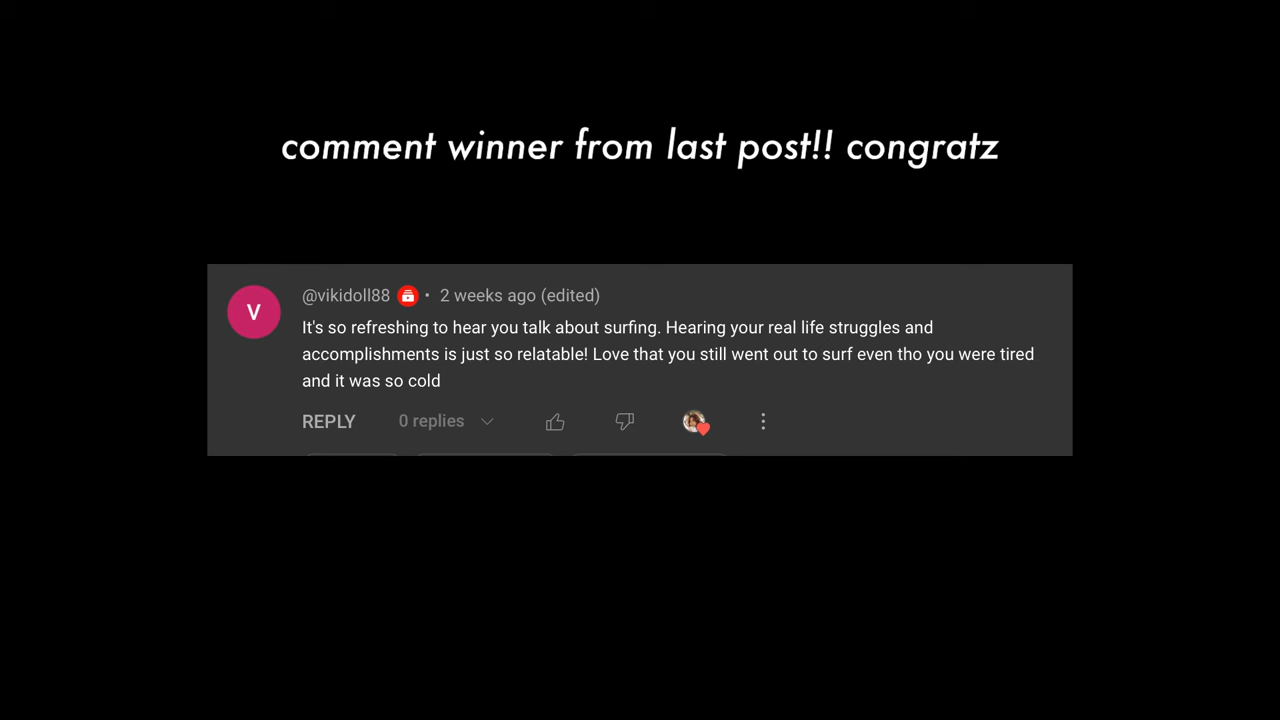 comment winner from last post!! congratz
@vikidoll88 • 2 weeks ago (edited)
V
It's so refreshing to hear you talk about surfing. Hearing your real life struggles and
accomplishments is just so relatable! Love that you still went out to surf even tho you were tired
and it was so cold
REPLY 0 replies